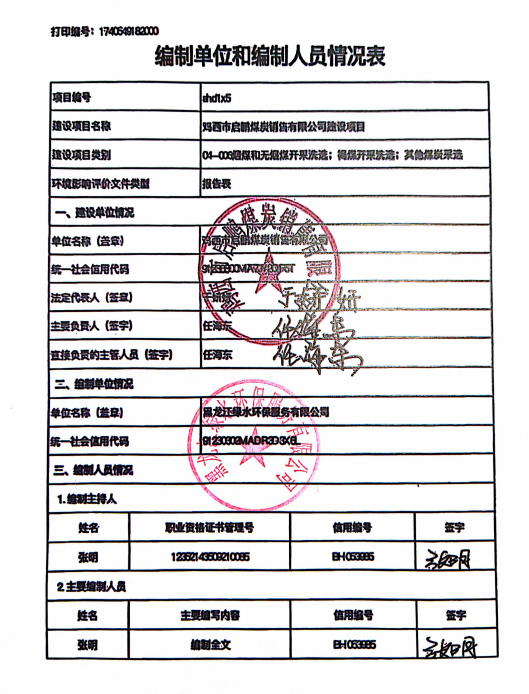 打印编号：1740549182000
编制单位和编制人员情况表
项目编号 ahd1x5
建设项目名称 鸡西市启鹏煤炭销售有限公司建设项目
建设项目类别 04-006烟煤和无烟煤开采洗选；褐煤开采洗选；其他煤炭采选
环境影响评价文件类型 报告表
一、建设单位情况
单位名称（盖章） 鸡西市启鹏煤炭销售有限公司
统一社会信用代码
法定代表人（签章）
主要负责人（签字） 任海东
直接负责的主管人员（签字） 任海东 任海东
二、编制单位情况
单位名称（盖章） 黑龙江绿水环保服务有限公司
统一社会信用代码 91230302MADR3D3X6L
三、编制人员情况
1.编制主持人
姓名 职业资格证书管理号 信用编号 签字
张明 12352143509210085 BH053985
2.主要编制人员
姓名 主要编写内容 信用编号 签字
张明 编制全文 BH053985